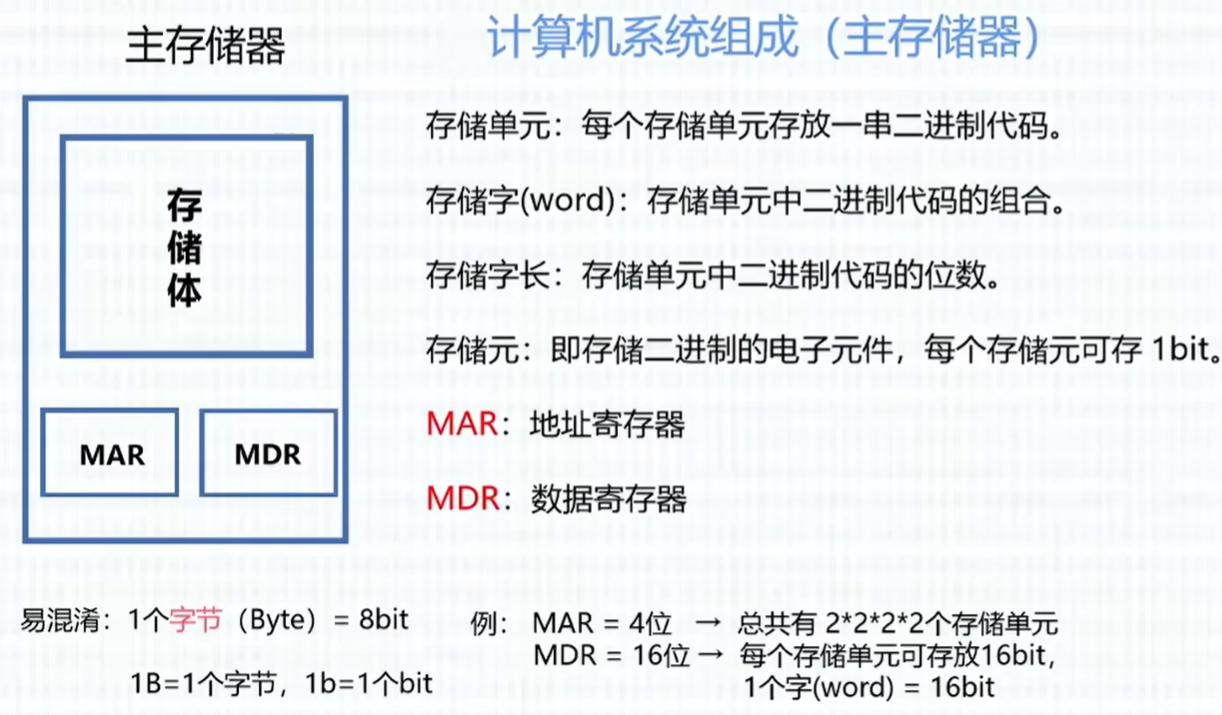 主存储器
计算机系统组成（主存储器）
存储体
MAR
MDR
存储单元：每个存储单元存放一串二进制代码。
存储字(word)：存储单元中二进制代码的组合。
存储字长：存储单元中二进制代码的位数。
存储元：即存储二进制的电子元件，每个存储元可存 1bit。
MAR：地址寄存器
MDR：数据寄存器
易混淆：1个字节（Byte）= 8bit
1B=1个字节，1b=1个bit
例： MAR = 4位 → 总共有 2*2*2*2个存储单元
MDR = 16位 → 每个存储单元可存放16bit，
1个字(word) = 16bit